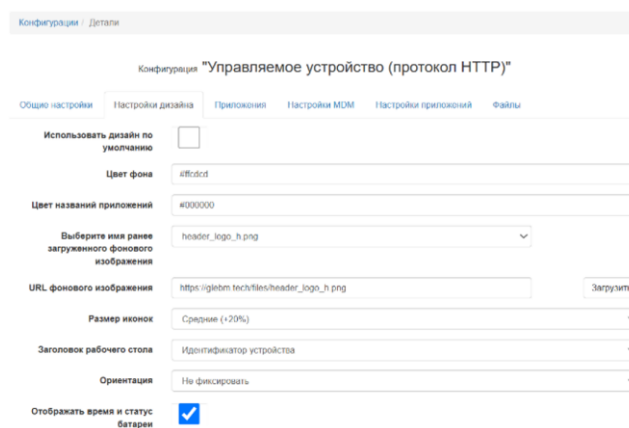 Конфигурации / Детали
Конфигурация "Управляемое устройство (протокол HTTP)"
Общие настройки Настройки дизайна Приложения Настройки MDM Настройки приложений Файлы
Использовать дизайн по
умолчанию
Цвет фона #ffcdcd
Цвет названий приложений #000000
Выберите имя ранее
загруженного фонового
изображения
header_logo_h.png
URL фонового изображения https://glebm.tech/files/header_logo_h.png Загрузить
Размер иконок Средние (+20%)
Заголовок рабочего стола Идентификатор устройства
Ориентация Не фиксировать
Отображать время и статус
батареи